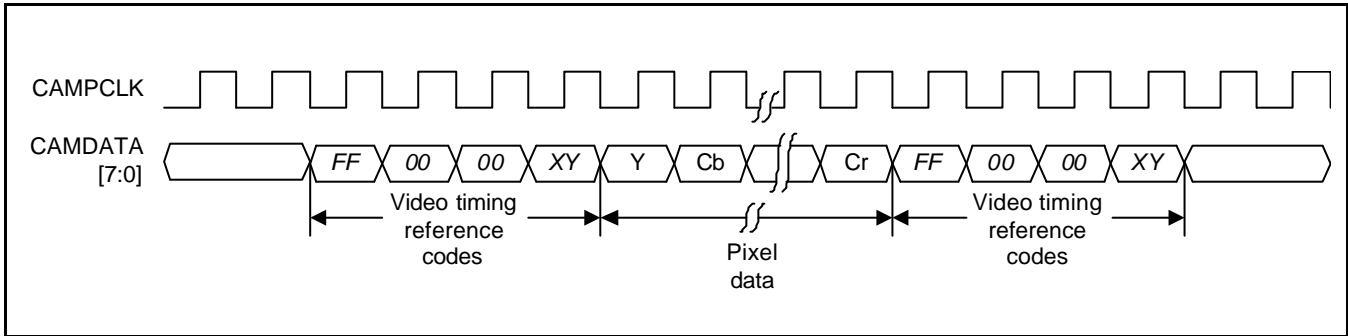 CAMPCLK
CAMDATA
[7:0]
FF 00 00 XY Y Cb Cr FF 00 00 XY
Video timing
reference
codes
Pixel
data
Video timing
reference
codes